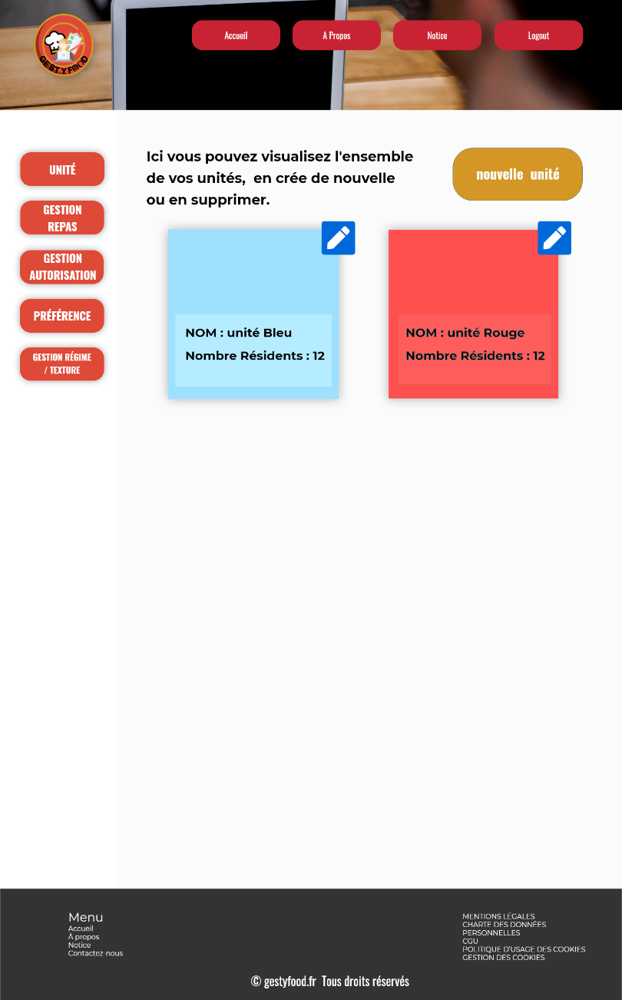 GESTYFOOD
Accueil
A Propos
Notice
Logout
UNITÉ
GESTION
REPAS
GESTION
AUTORISATION
PRÉFÉRENCE
GESTION RÉGIME
/ TEXTURE
Ici vous pouvez visualisez l'ensemble
de vos unités,  en crée de nouvelle
ou en supprimer.
nouvelle  unité
NOM : unité Bleu
Nombre Résidents : 12
NOM : unité Rouge
Nombre Résidents : 12
Menu
Accueil
À propos
Notice
Contactez-nous
MENTIONS LÉGALES
CHARTE DES DONNÉES
PERSONNELLES
CGU
POLITIQUE D'USAGE DES COOKIES
GESTION DES COOKIES
© gestyfood.fr  Tous droits réservés